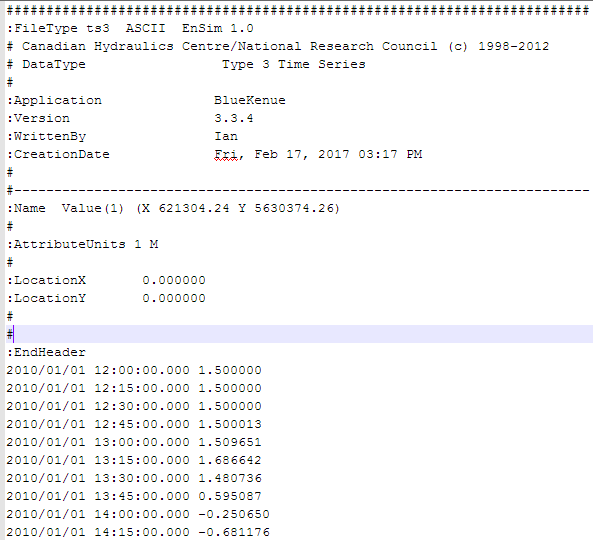 ########################################################################
:FileType ts3  ASCII  EnSim 1.0
# Canadian Hydraulics Centre/National Research Council (c) 1998-2012
# DataType                 Type 3 Time Series
#
:Application              BlueKenue
:Version                  3.3.4
:WrittenBy                Ian
:CreationDate             Fri, Feb 17, 2017 03:17 PM
#
#-----------------------------------------------------------------------
:Name  Value(1) (X 621304.24 Y 5630374.26)
#
:AttributeUnits 1 M
#
:LocationX       0.000000
:LocationY       0.000000
#
#
:EndHeader
2010/01/01 12:00:00.000 1.500000
2010/01/01 12:15:00.000 1.500000
2010/01/01 12:30:00.000 1.500000
2010/01/01 12:45:00.000 1.500013
2010/01/01 13:00:00.000 1.509651
2010/01/01 13:15:00.000 1.686642
2010/01/01 13:30:00.000 1.480736
2010/01/01 13:45:00.000 0.595087
2010/01/01 14:00:00.000 -0.250650
2010/01/01 14:15:00.000 -0.681176